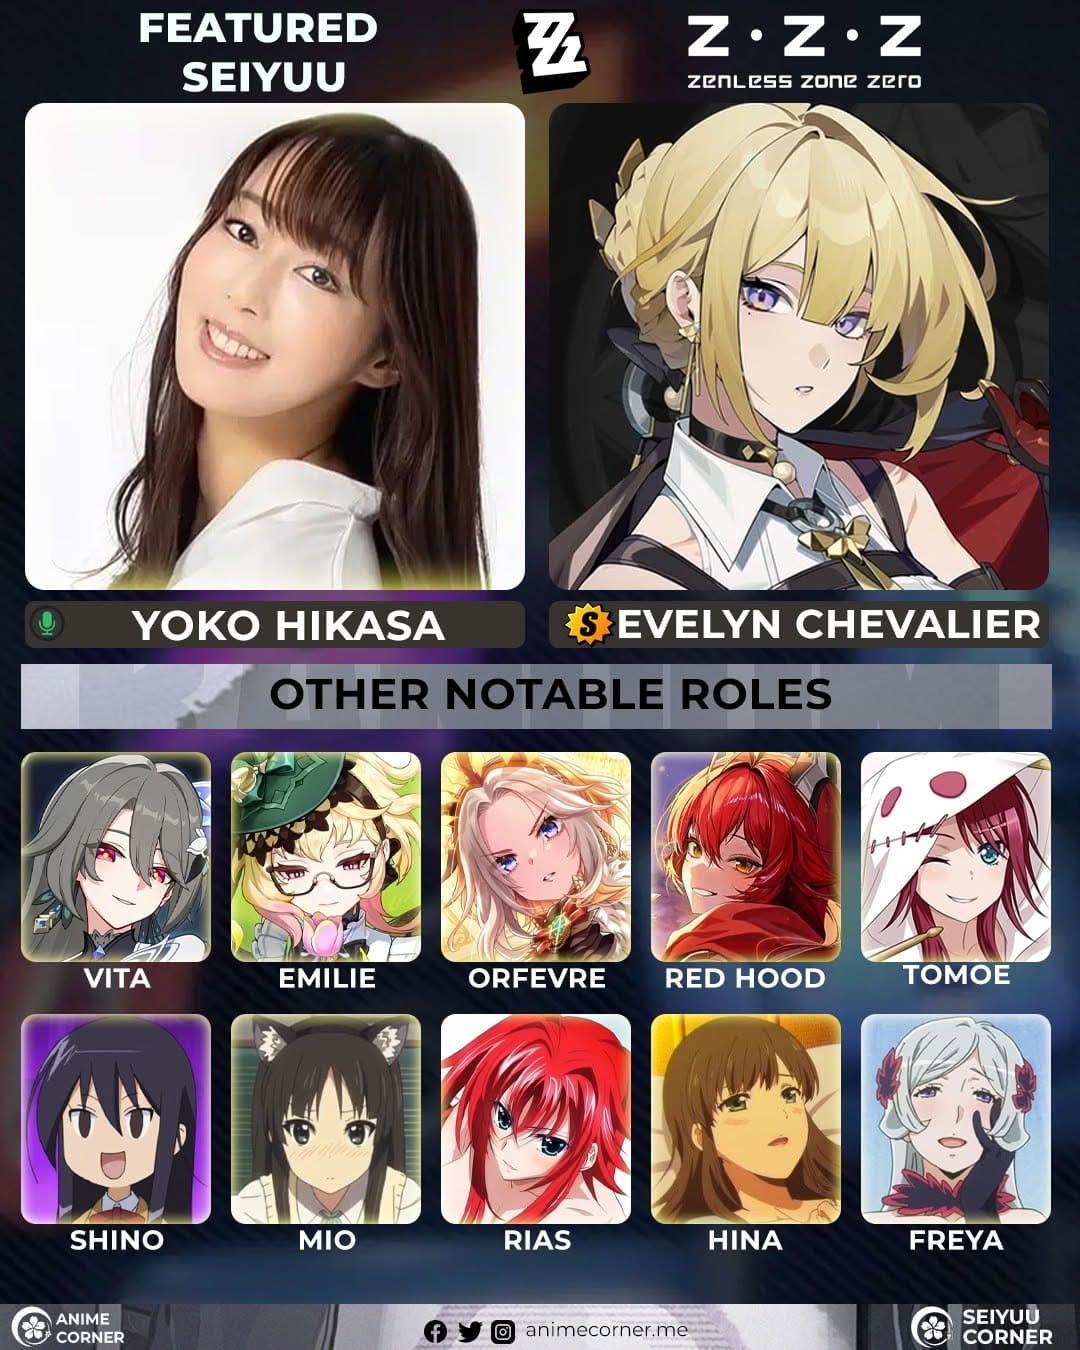 FEATURED
SEIYUU
Z·Z·Z
ZENLESS ZONE ZERO
YOKO HIKASA
S EVELYN CHEVALIER
OTHER NOTABLE ROLES
VITA
EMILIE
ORFEVRE
RED HOOD
TOMOE
SHINO
MIO
RIAS
HINA
FREYA
ANIME
CORNER
animecorner.me
SEIYUU
CORNER